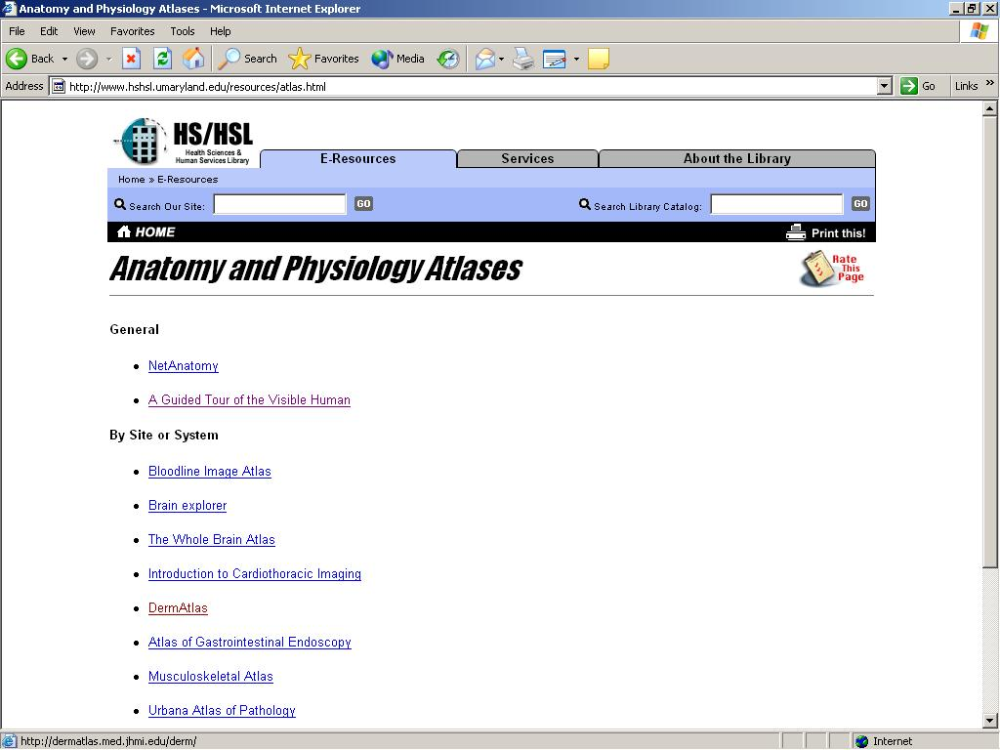 Anatomy and Physiology Atlases - Microsoft Internet Explorer
File Edit View Favorites Tools Help
Back Search Favorites Media
Address http://www.hshsl.umaryland.edu/resources/atlas.html Go Links »
HS/HSL
Health Sciences &
Human Services Library
E-Resources Services About the Library
Home » E-Resources
Search Our Site: GO Search Library Catalog: GO
HOME Print this!
Anatomy and Physiology Atlases
Rate
This
Page
General
• NetAnatomy
• A Guided Tour of the Visible Human
By Site or System
• Bloodline Image Atlas
• Brain explorer
• The Whole Brain Atlas
• Introduction to Cardiothoracic Imaging
• DermAtlas
• Atlas of Gastrointestinal Endoscopy
• Musculoskeletal Atlas
• Urbana Atlas of Pathology
http://dermatlas.med.jhmi.edu/derm/ Internet